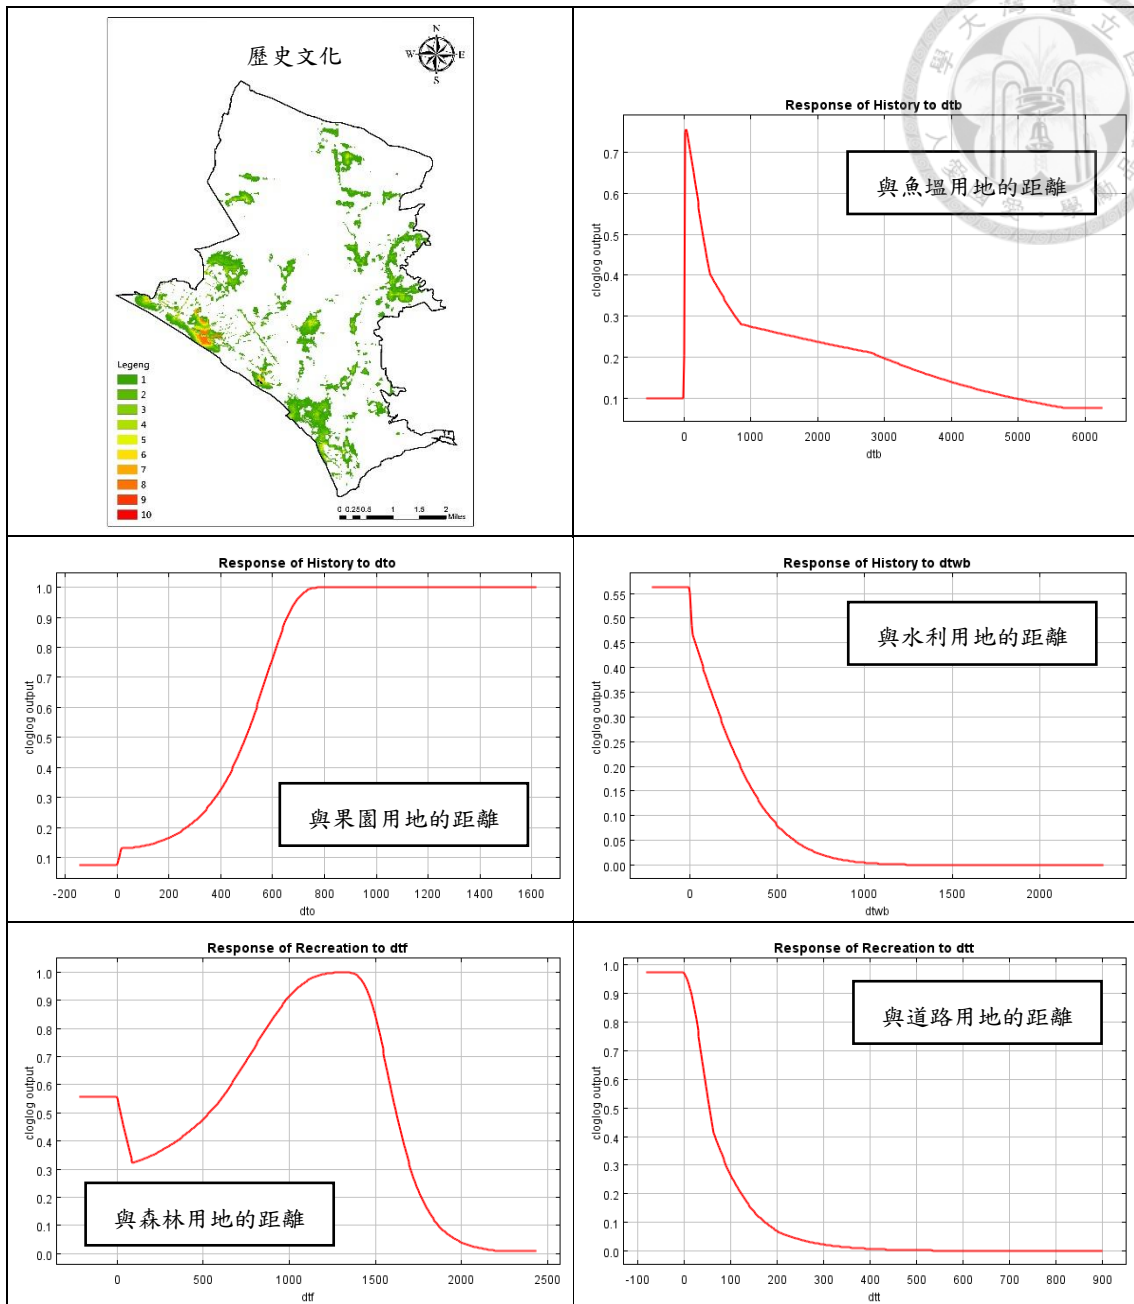 歷史文化
N
W
E
S
Legeng
1
2
3
4
5
6
7
8
9
10
0 0.25 0.5 1 1.5 2
Miles
Response of History to dtb
與魚塭用地的距離
cloglog output
0.7
0.6
0.5
0.4
0.3
0.2
0.1
0 1000 2000 3000 4000 5000 6000
dtb
Response of History to dto
cloglog output
1.0
0.9
0.8
0.7
0.6
0.5
0.4
0.3
0.2
0.1
與果園用地的距離
-200 0 200 400 600 800 1000 1200 1400 1600
dto
Response of History to dtwb
與水利用地的距離
cloglog output
0.55
0.50
0.45
0.40
0.35
0.30
0.25
0.20
0.15
0.10
0.05
0.00
0 500 1000 1500 2000
dtwb
Response of Recreation to dtf
cloglog output
1.0
0.9
0.8
0.7
0.6
0.5
0.4
0.3
0.2
0.1
0.0
與森林用地的距離
0 500 1000 1500 2000 2500
dtf
Response of Recreation to dtt
與道路用地的距離
cloglog output
1.0
0.9
0.8
0.7
0.6
0.5
0.4
0.3
0.2
0.1
0.0
-100 0 100 200 300 400 500 600 700 800 900
dtt